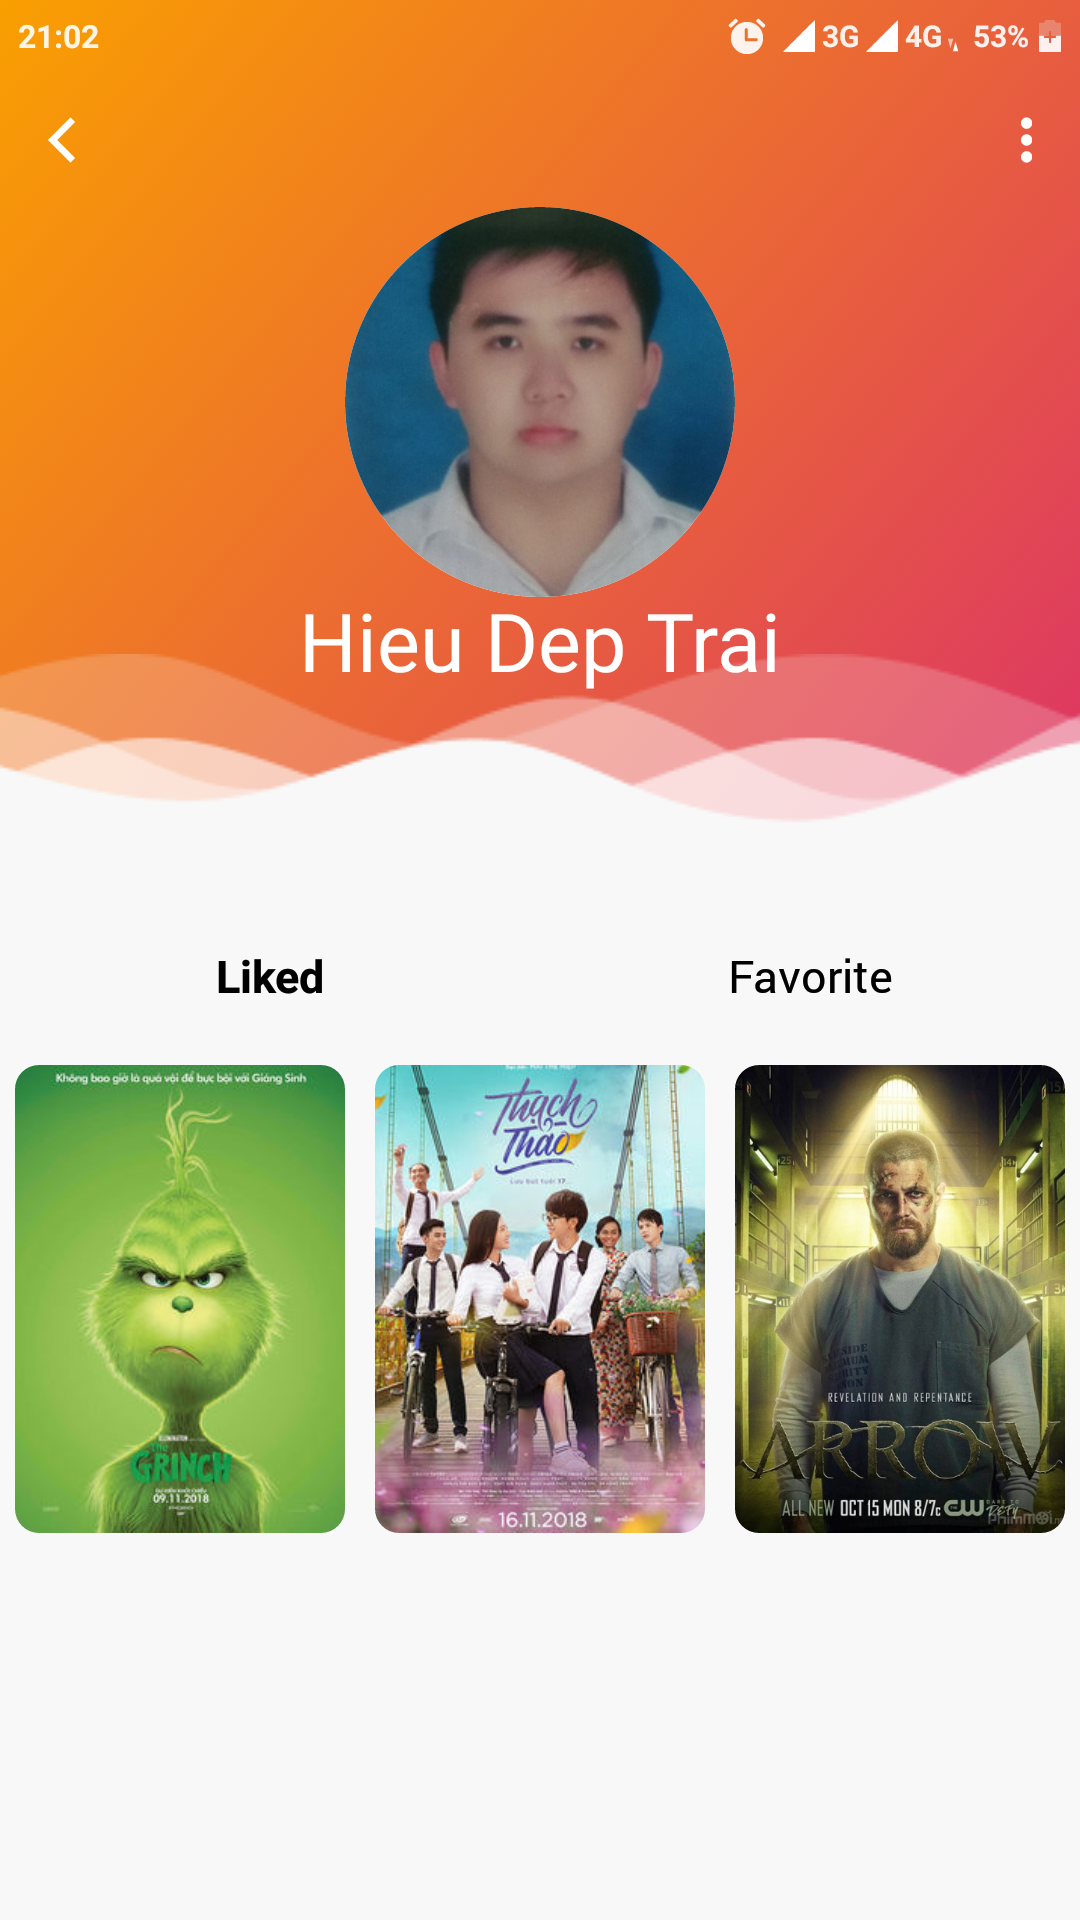 21:02
3G
4G
53%
Hieu Dep Trai
Liked
Favorite
Không bao giờ là quá vội để bực bội với Giáng Sinh
The
GRINCH
09.11.2018
Thạch
Thảo
16.11.2018
REVELATION AND REPENTANCE
ARROW
ALL NEW OCT 15 MON 8/7c CW